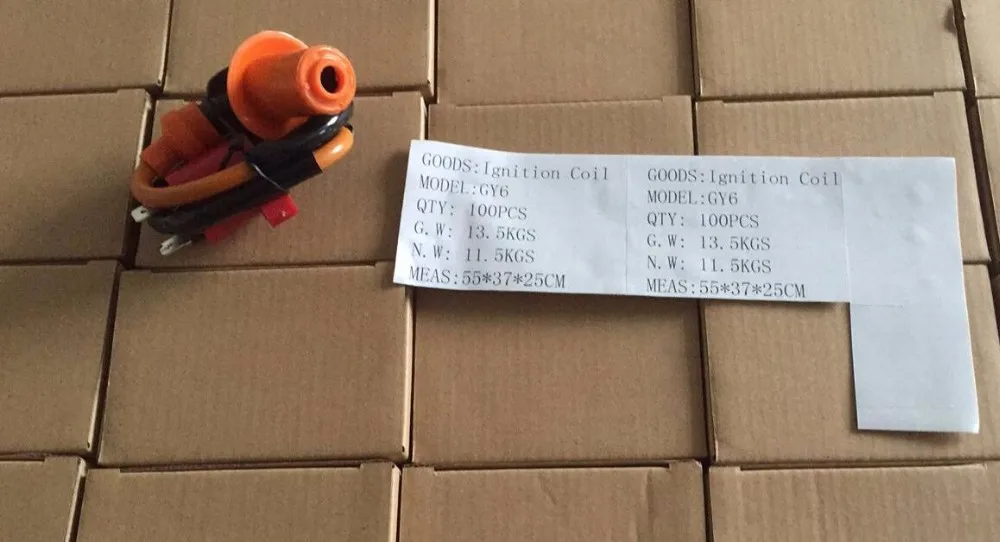 GOODS:Ignition Coil
MODEL:GY6
QTY: 100PCS
G.W: 13.5KGS
N.W: 11.5KGS
MEAS:55*37*25CM
GOODS:Ignition Coil
MODEL:GY6
QTY: 100PCS
G.W: 13.5KGS
N.W: 11.5KGS
MEAS:55*37*25CM